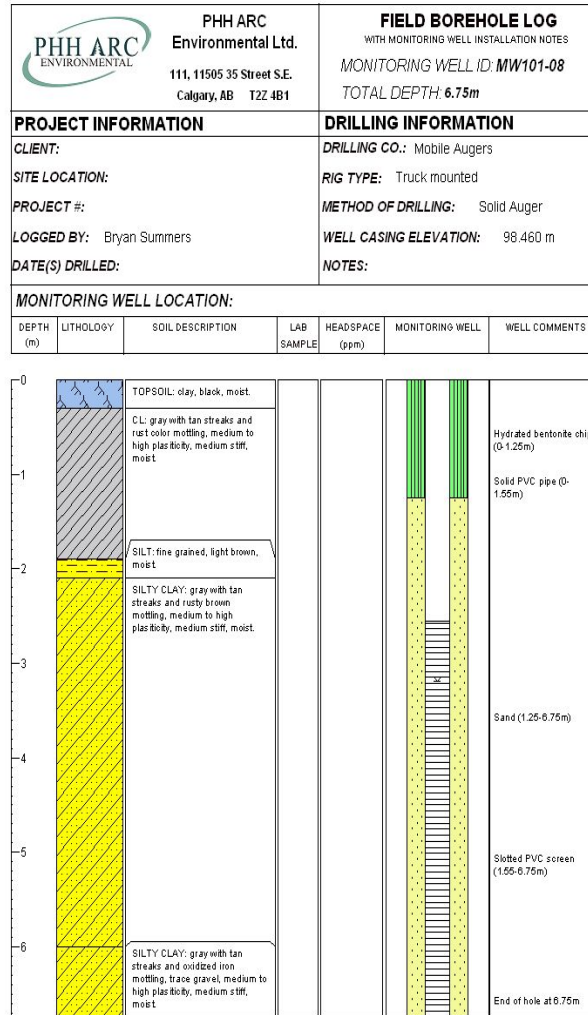 PHH ARC
ENVIRONMENTAL
PHH ARC
Environmental Ltd.
111, 11505 35 Street S.E.
Calgary, AB T2Z 4B1
FIELD BOREHOLE LOG
WITH MONITORING WELL INSTALLATION NOTES
MONITORING WELL ID: MW101-08
TOTAL DEPTH: 6.75m
PROJECT INFORMATION
DRILLING INFORMATION
CLIENT:
DRILLING CO.: Mobile Augers
SITE LOCATION:
RIG TYPE: Truck mounted
PROJECT #:
METHOD OF DRILLING: Solid Auger
LOGGED BY: Bryan Summers
WELL CASING ELEVATION: 98.460 m
DATE(S) DRILLED:
NOTES:
MONITORING WELL LOCATION:
DEPTH
(m)
LITHOLOGY
SOIL DESCRIPTION
LAB
SAMPLE
HEADSPACE
(ppm)
MONITORING WELL
WELL COMMENTS
0
TOPSOIL: clay, black, moist.
CL: gray with tan streaks and
rust color mottling, medium to
high plasiticity, medium stiff,
moist.
Hydrated bentonite chi
(0-1.25m)
1
Solid PVC pipe (0-
1.55m)
SILT: fine grained, light brown,
moist.
2
SILTY CLAY: gray with tan
streaks and rusty brown
mottling, medium to high
plasiticity, medium stiff, moist.
3
Sand (1.25-6.75m)
4
5
Slotted PVC screen
(1.55-6.75m)
6
SILTY CLAY: gray with tan
streaks and oxidized iron
mottling, trace gravel, medium to
high plasticity, medium stiff,
moist.
End of hole at 6.75m